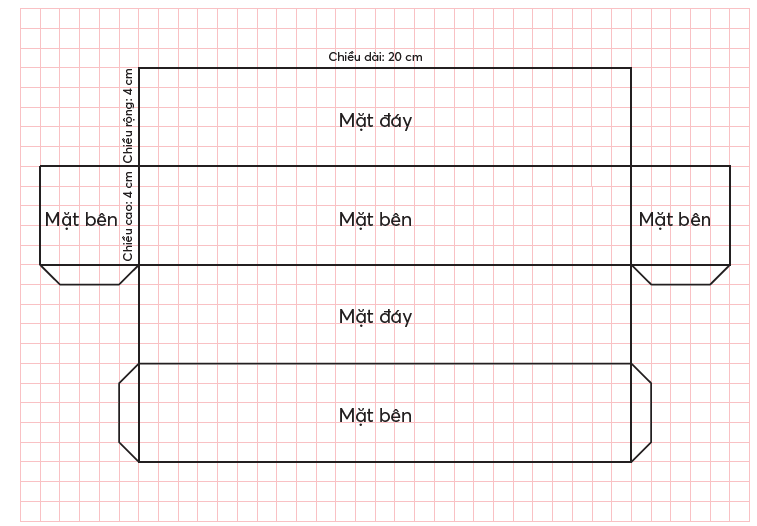 Chiều dài: 20 cm
Chiều rộng: 4 cm
Mặt đáy
Chiều cao: 4 cm
Mặt bên
Mặt bên
Mặt bên
Mặt đáy
Mặt bên